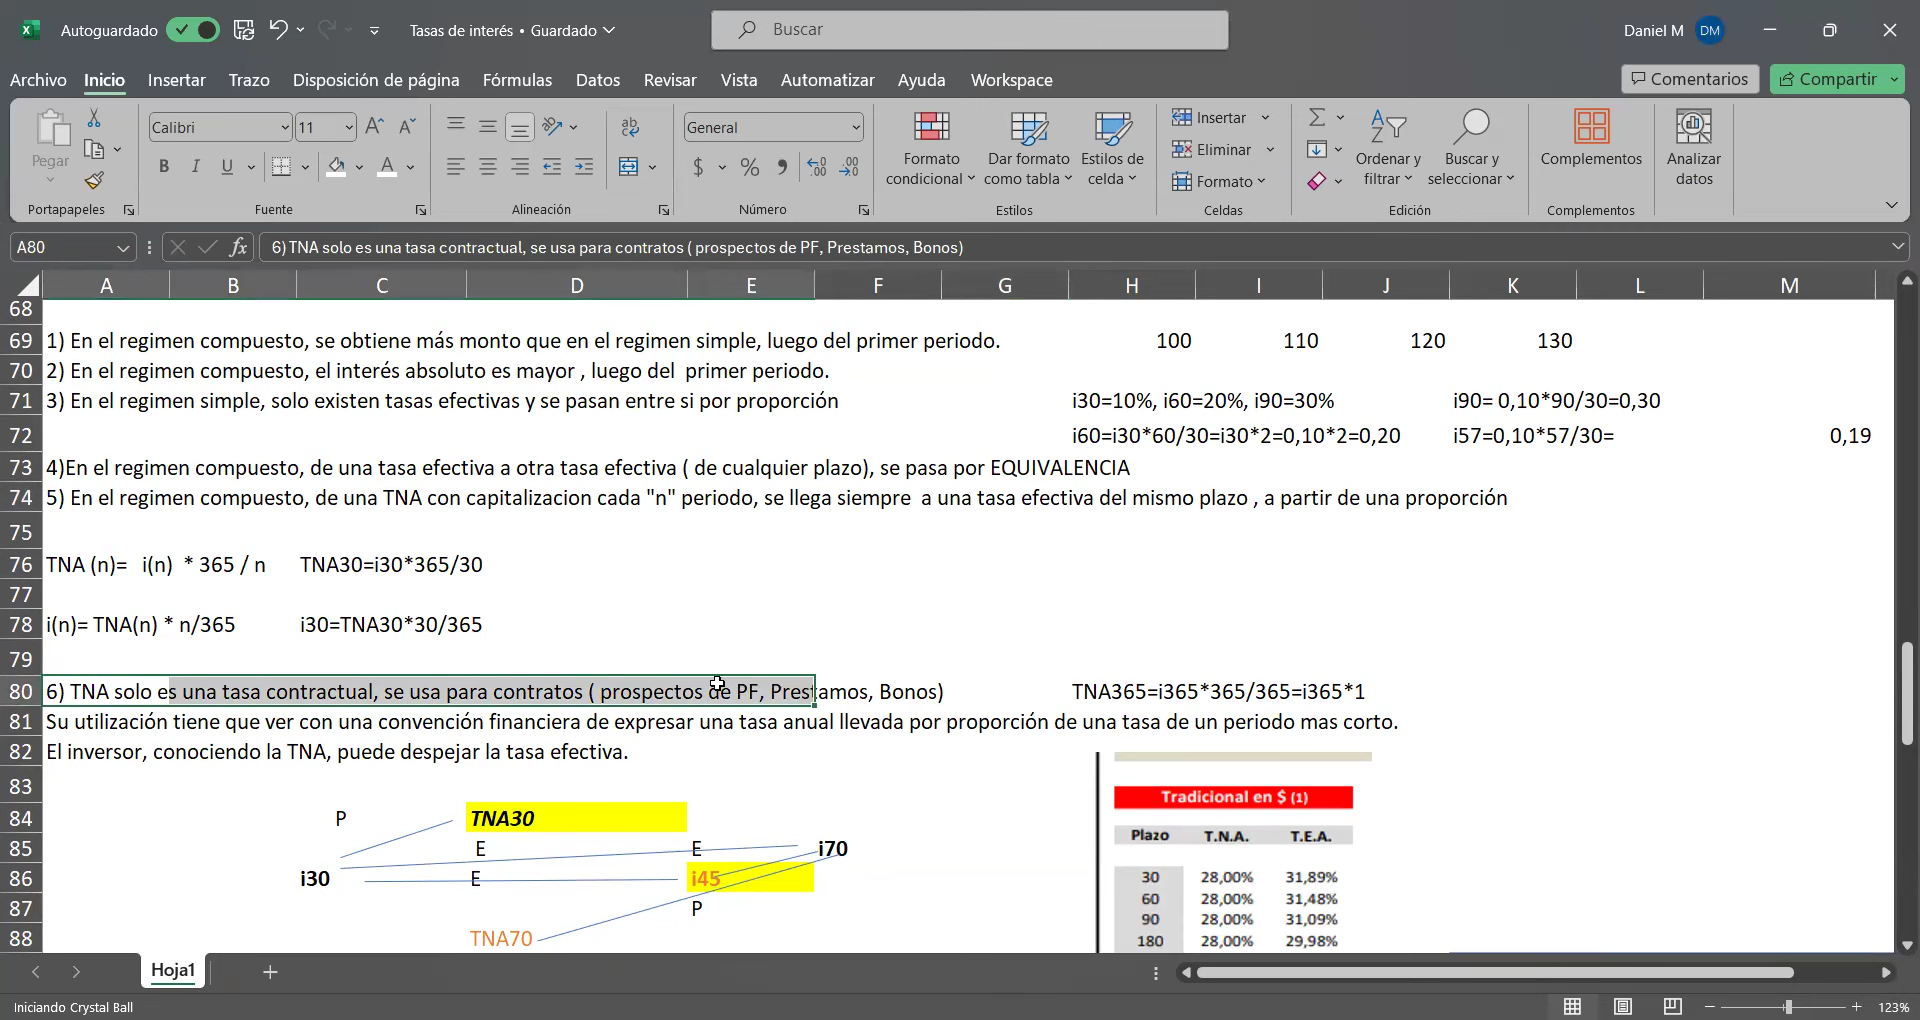 Autoguardado
Tasas de interés • Guardado
Buscar
Daniel M
DM
Archivo Inicio Insertar Trazo Disposición de página Fórmulas Datos Revisar Vista Automatizar Ayuda Workspace
Comentarios
Compartir
Pegar
Portapapeles
Calibri
11
N K S
Fuente
ab
Alineación
General
$ % 000
Número
Formato condicional
Dar formato como tabla
Estilos de celda
Estilos
Insertar
Eliminar
Formato
Celdas
Ordenar y filtrar
Buscar y seleccionar
Edición
Complementos
Complementos
Analizar datos
A80
fx
6) TNA solo es una tasa contractual, se usa para contratos ( prospectos de PF, Prestamos, Bonos)
A B C D E F G H I J K L M
68
69 1) En el regimen compuesto, se obtiene más monto que en el regimen simple, luego del primer periodo. 100 110 120 130
70 2) En el regimen compuesto, el interés absoluto es mayor , luego del primer periodo.
71 3) En el regimen simple, solo existen tasas efectivas y se pasan entre si por proporción i30=10%, i60=20%, i90=30% i90= 0,10*90/30=0,30
72 i60=i30*60/30=i30*2=0,10*2=0,20 i57=0,10*57/30= 0,19
73 4)En el regimen compuesto, de una tasa efectiva a otra tasa efectiva ( de cualquier plazo), se pasa por EQUIVALENCIA
74 5) En el regimen compuesto, de una TNA con capitalizacion cada "n" periodo, se llega siempre a una tasa efectiva del mismo plazo , a partir de una proporción
75
76 TNA (n)= i(n) * 365 / n TNA30=i30*365/30
77
78 i(n)= TNA(n) * n/365 i30=TNA30*30/365
79
80 6) TNA solo es una tasa contractual, se usa para contratos ( prospectos de PF, Prestamos, Bonos) TNA365=i365*365/365=i365*1
81 Su utilización tiene que ver con una convención financiera de expresar una tasa anual llevada por proporción de una tasa de un periodo mas corto.
82 El inversor, conociendo la TNA, puede despejar la tasa efectiva.
83 Tradicional en $ (1)
84 P TNA30 Plazo T.N.A. T.E.A.
85 E E i70
86 i30 E i45 30 28,00% 31,89%
60 28,00% 31,48%
87 P 90 28,00% 31,09%
88 TNA70 180 28,00% 29,98%
Hoja1
Iniciando Crystal Ball
123%